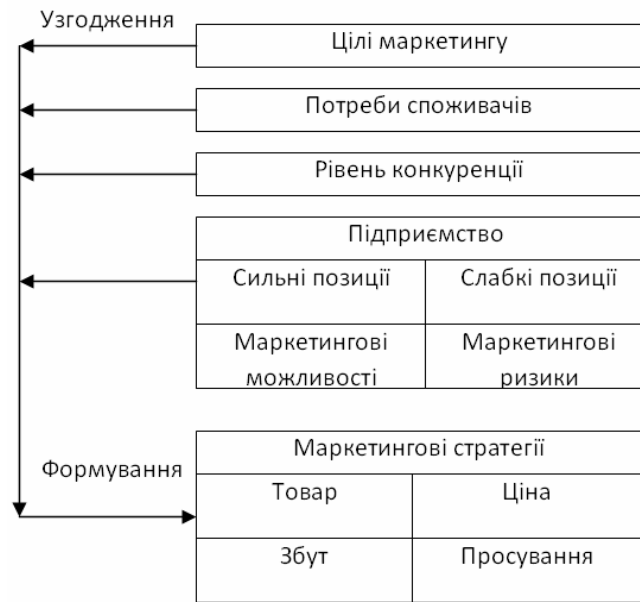 Узгодження
Цілі маркетингу
Потреби споживачів
Рівень конкуренції
Підприємство
Сильні позиції
Слабкі позиції
Маркетингові
можливості
Маркетингові
ризики
Маркетингові стратегії
Формування
Товар
Ціна
Збут
Просування